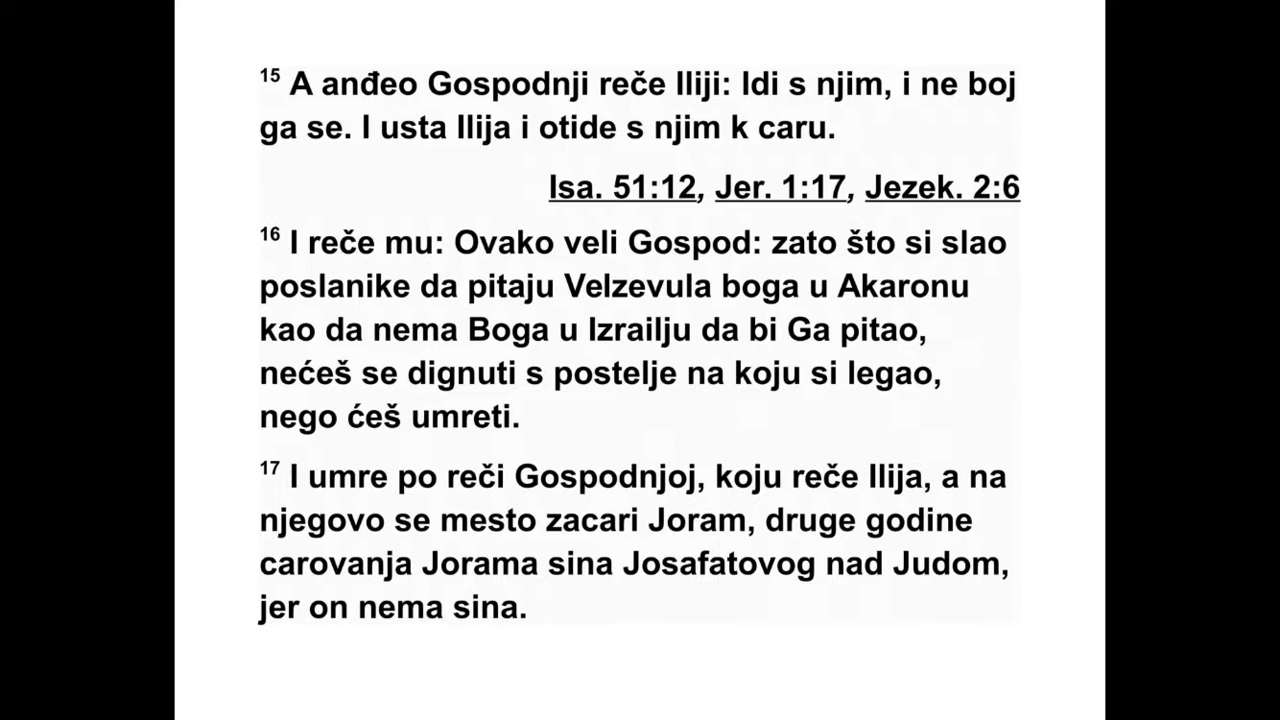 15 A anđeo Gospodnji reče Iliji: Idi s njim, i ne boj
ga se. I usta Ilija i otide s njim k caru.
Isa. 51:12, Jer. 1:17, Jezek. 2:6
16 I reče mu: Ovako veli Gospod: zato što si slao
poslanike da pitaju Velzevula boga u Akaronu
kao da nema Boga u Izrailju da bi Ga pitao,
nećeš se dignuti s postelje na koju si legao,
nego ćeš umreti.
17 I umre po reči Gospodnjoj, koju reče Ilija, a na
njegovo se mesto zacari Joram, druge godine
carovanja Jorama sina Josafatovog nad Judom,
jer on nema sina.